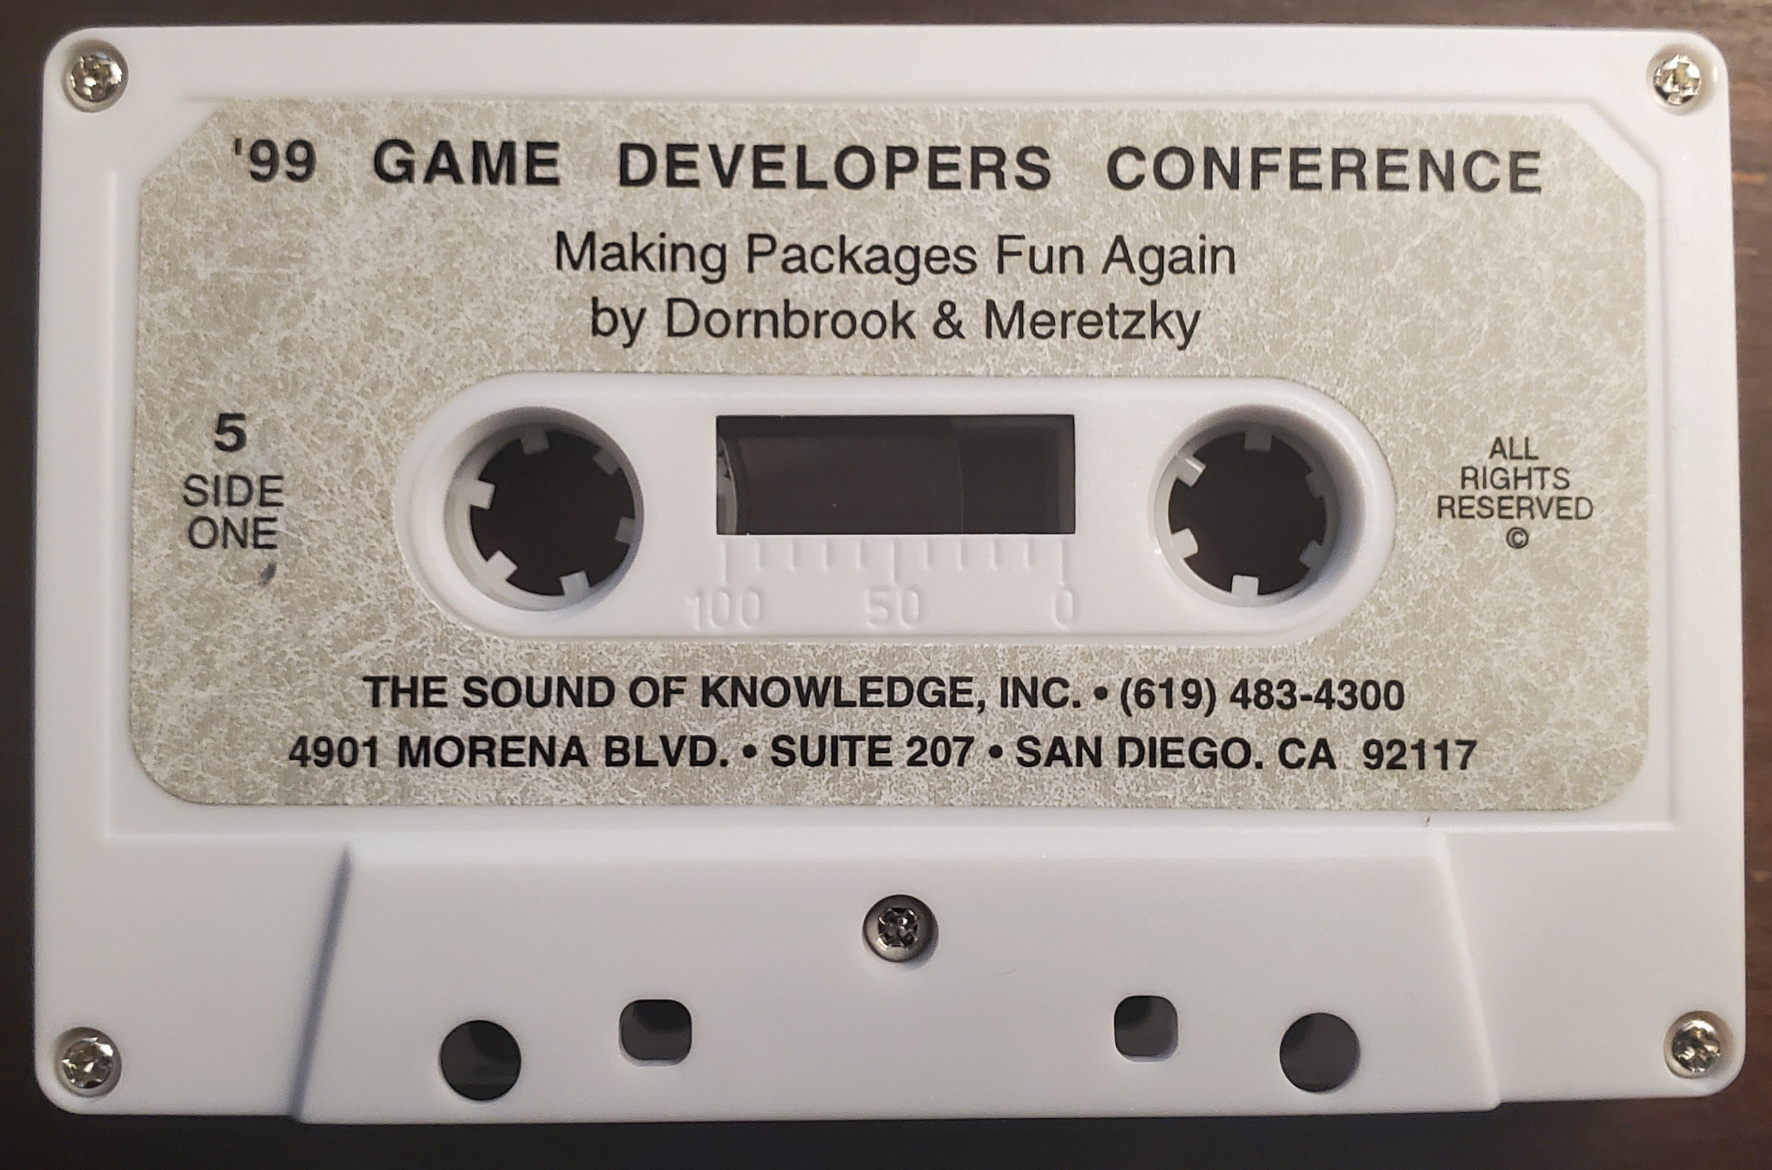 '99 GAME DEVELOPERS CONFERENCE
Making Packages Fun Again
by Dornbrook & Meretzky
5
SIDE
ONE
ALL
RIGHTS
RESERVED
©
100 50 0
THE SOUND OF KNOWLEDGE, INC. • (619) 483-4300
4901 MORENA BLVD. • SUITE 207 • SAN DIEGO. CA 92117